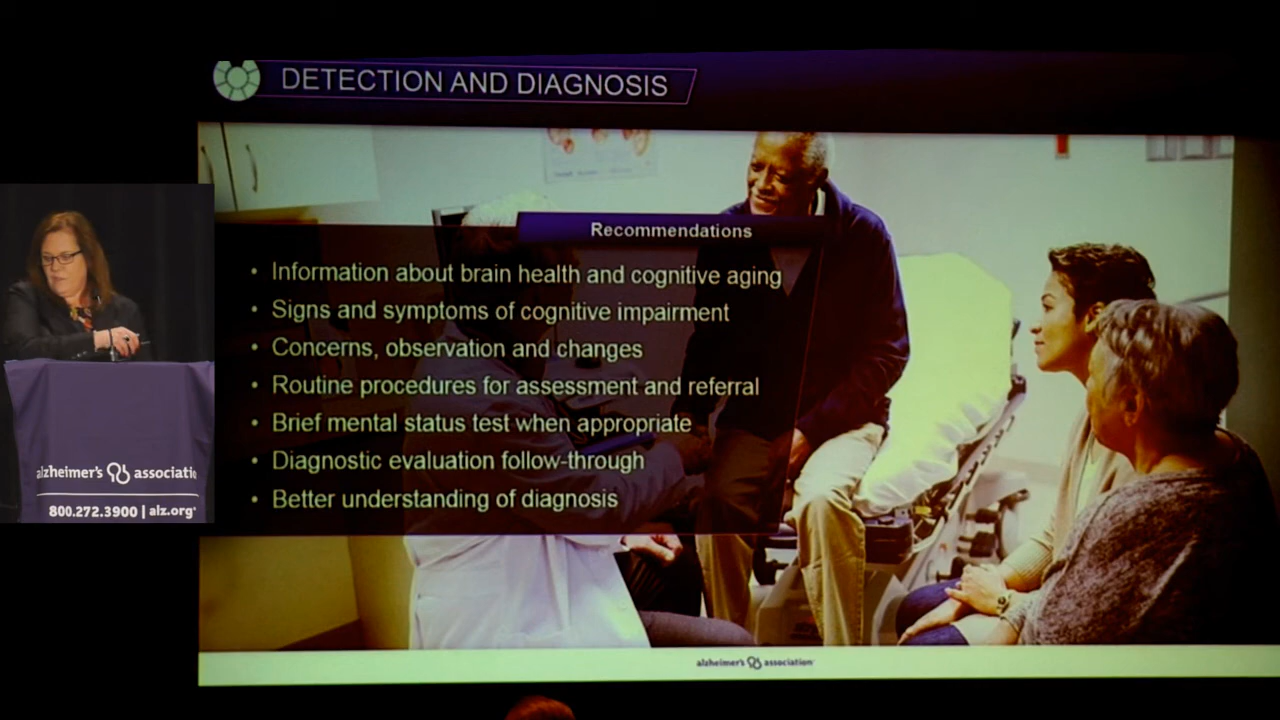 DETECTION AND DIAGNOSIS
Recommendations
• Information about brain health and cognitive aging
• Signs and symptoms of cognitive impairment
• Concerns, observation and changes
• Routine procedures for assessment and referral
• Brief mental status test when appropriate
• Diagnostic evaluation follow-through
• Better understanding of diagnosis
alzheimer's association
800.272.3900 | alz.org
alzheimer's association